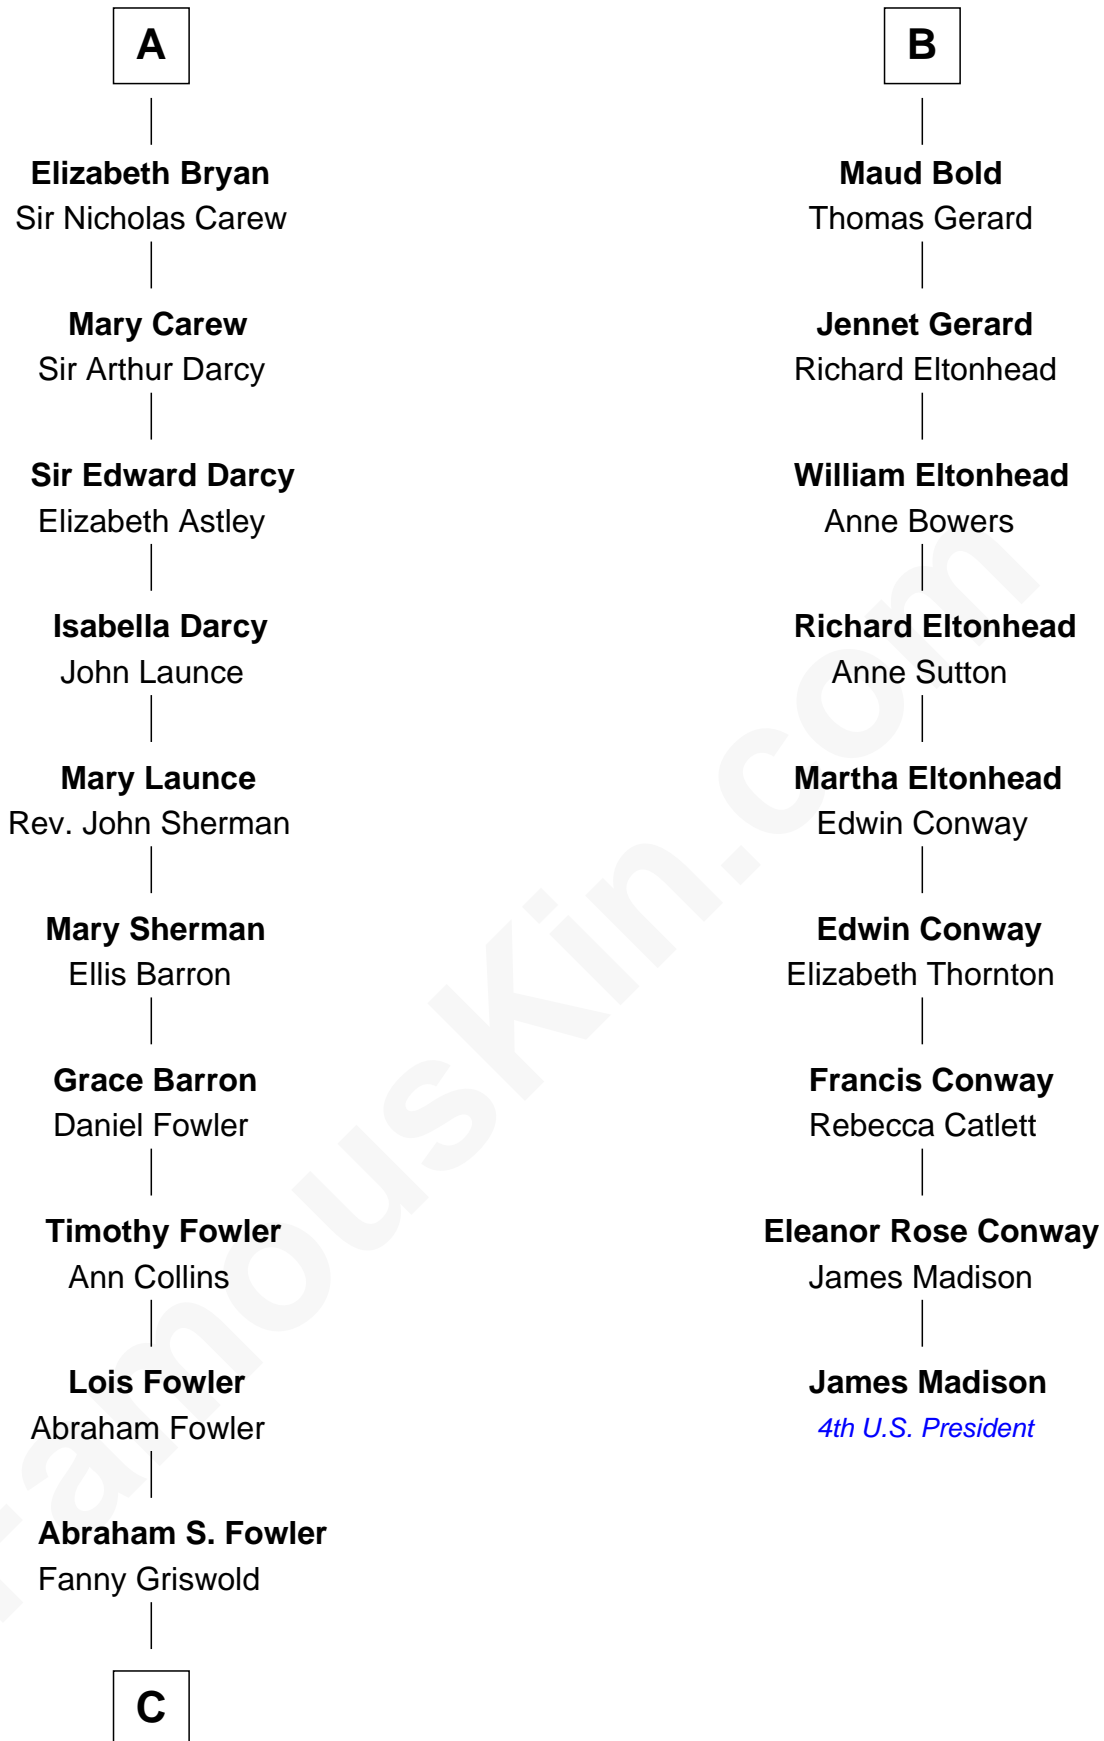 A
Elizabeth Bryan
Sir Nicholas Carew
Mary Carew
Sir Arthur Darcy
Sir Edward Darcy
Elizabeth Astley
Isabella Darcy
John Launce
Mary Launce
Rev. John Sherman
Mary Sherman
Ellis Barron
Grace Barron
Daniel Fowler
Timothy Fowler
Ann Collins
Lois Fowler
Abraham Fowler
Abraham S. Fowler
Fanny Griswold
C
B
Maud Bold
Thomas Gerard
Jennet Gerard
Richard Eltonhead
William Eltonhead
Anne Bowers
Richard Eltonhead
Anne Sutton
Martha Eltonhead
Edwin Conway
Edwin Conway
Elizabeth Thornton
Francis Conway
Rebecca Catlett
Eleanor Rose Conway
James Madison
James Madison
4th U.S. President
FamousKin.com